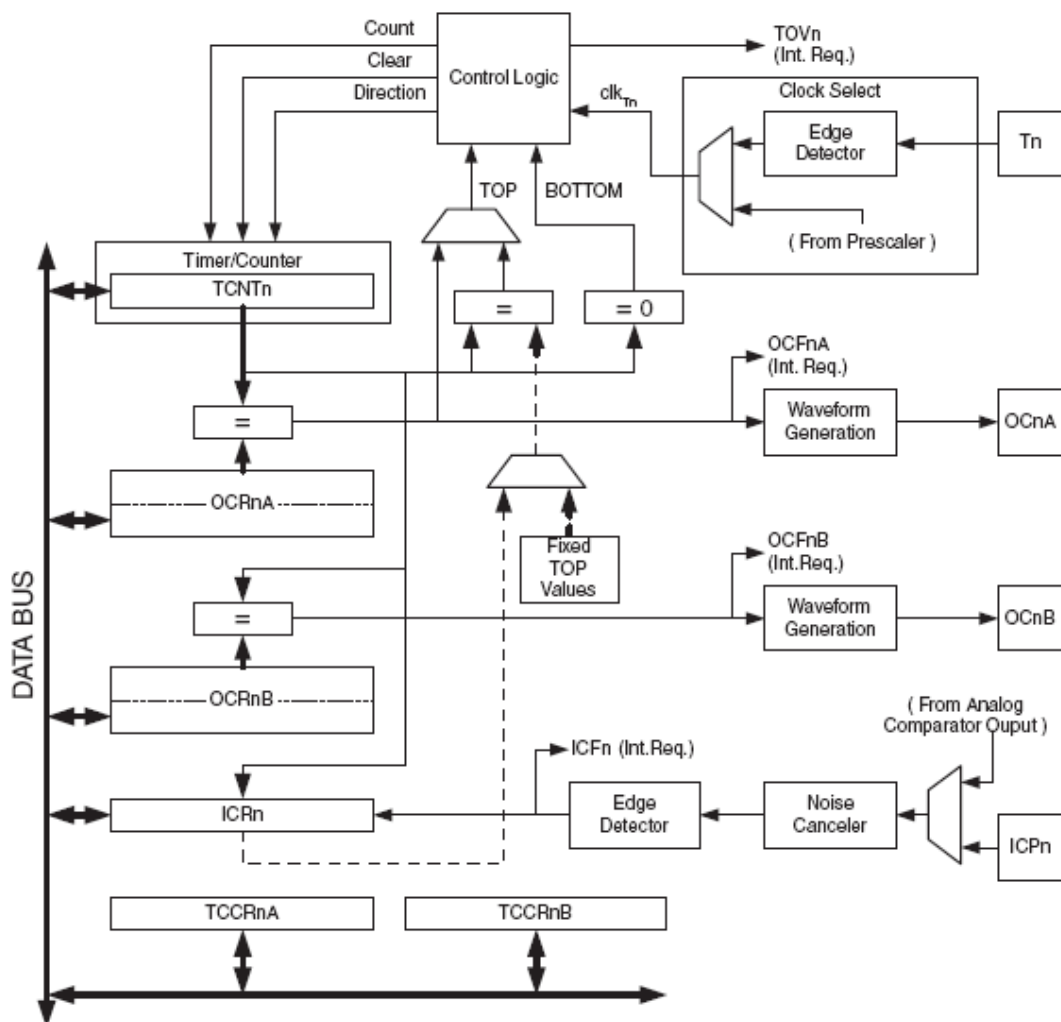 Count
Clear
Direction
Control Logic
TOVn
(Int. Req.)
clkTn
Clock Select
Edge
Detector
Tn
( From Prescaler )
TOP
BOTTOM
Timer/Counter
TCNTn
=
= 0
OCFnA
(Int. Req.)
=
Waveform
Generation
OCnA
OCRnA
Fixed
TOP
Values
OCFnB
(Int.Req.)
=
Waveform
Generation
OCnB
OCRnB
DATA BUS
( From Analog
Comparator Ouput )
ICFn (Int.Req.)
ICRn
Edge
Detector
Noise
Canceler
ICPn
TCCRnA
TCCRnB